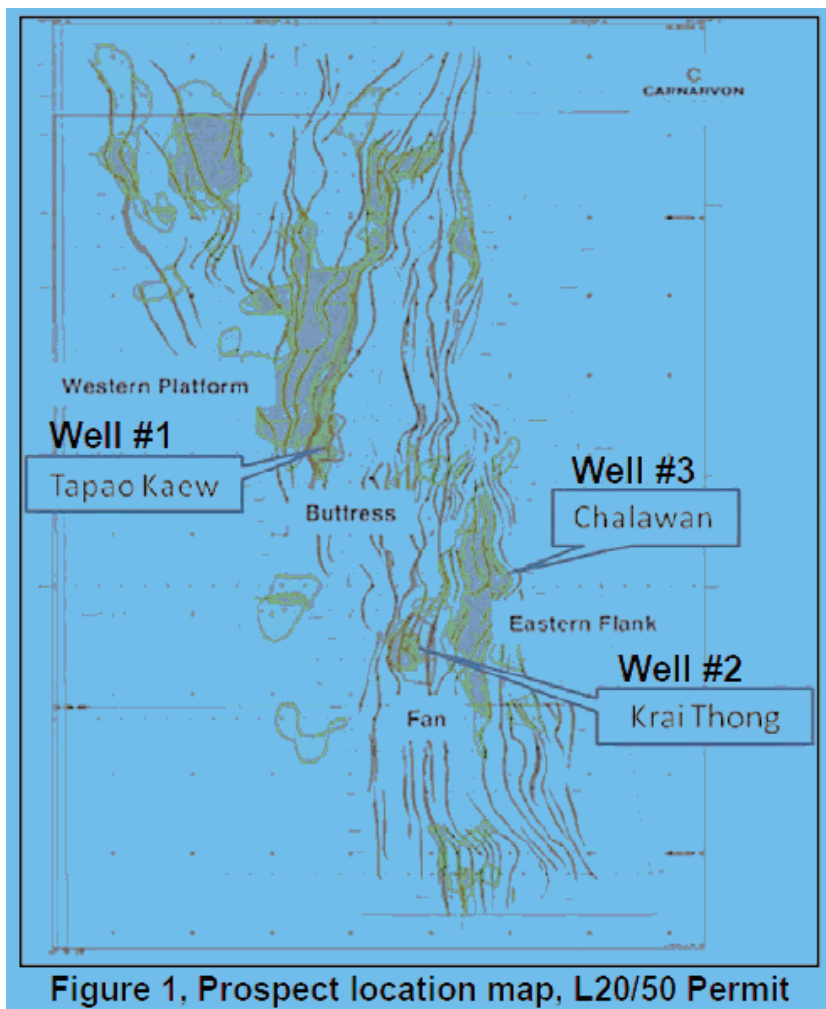 C
CARNARVON
Western Platform
Well #1
Tapao Kaew
Well #3
Chalawan
Buttress
Eastern Flank
Well #2
Krai Thong
Fan
Figure 1, Prospect location map, L20/50 Permit